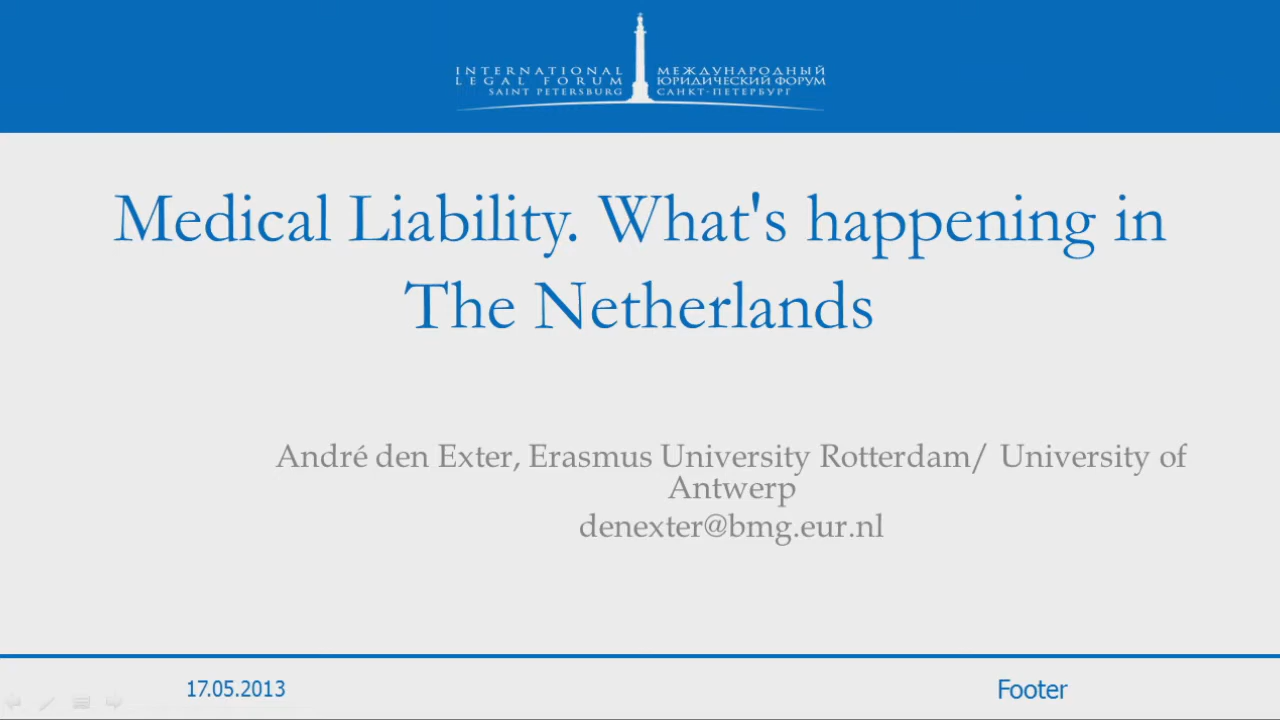 INTERNATIONAL
LEGAL FORUM
SAINT PETERSBURG
МЕЖДУНАРОДНЫЙ
ЮРИДИЧЕСКИЙ ФОРУМ
САНКТ-ПЕТЕРБУРГ
Medical Liability. What's happening in
The Netherlands
André den Exter, Erasmus University Rotterdam/ University of
Antwerp
denexter@bmg.eur.nl
17.05.2013
Footer